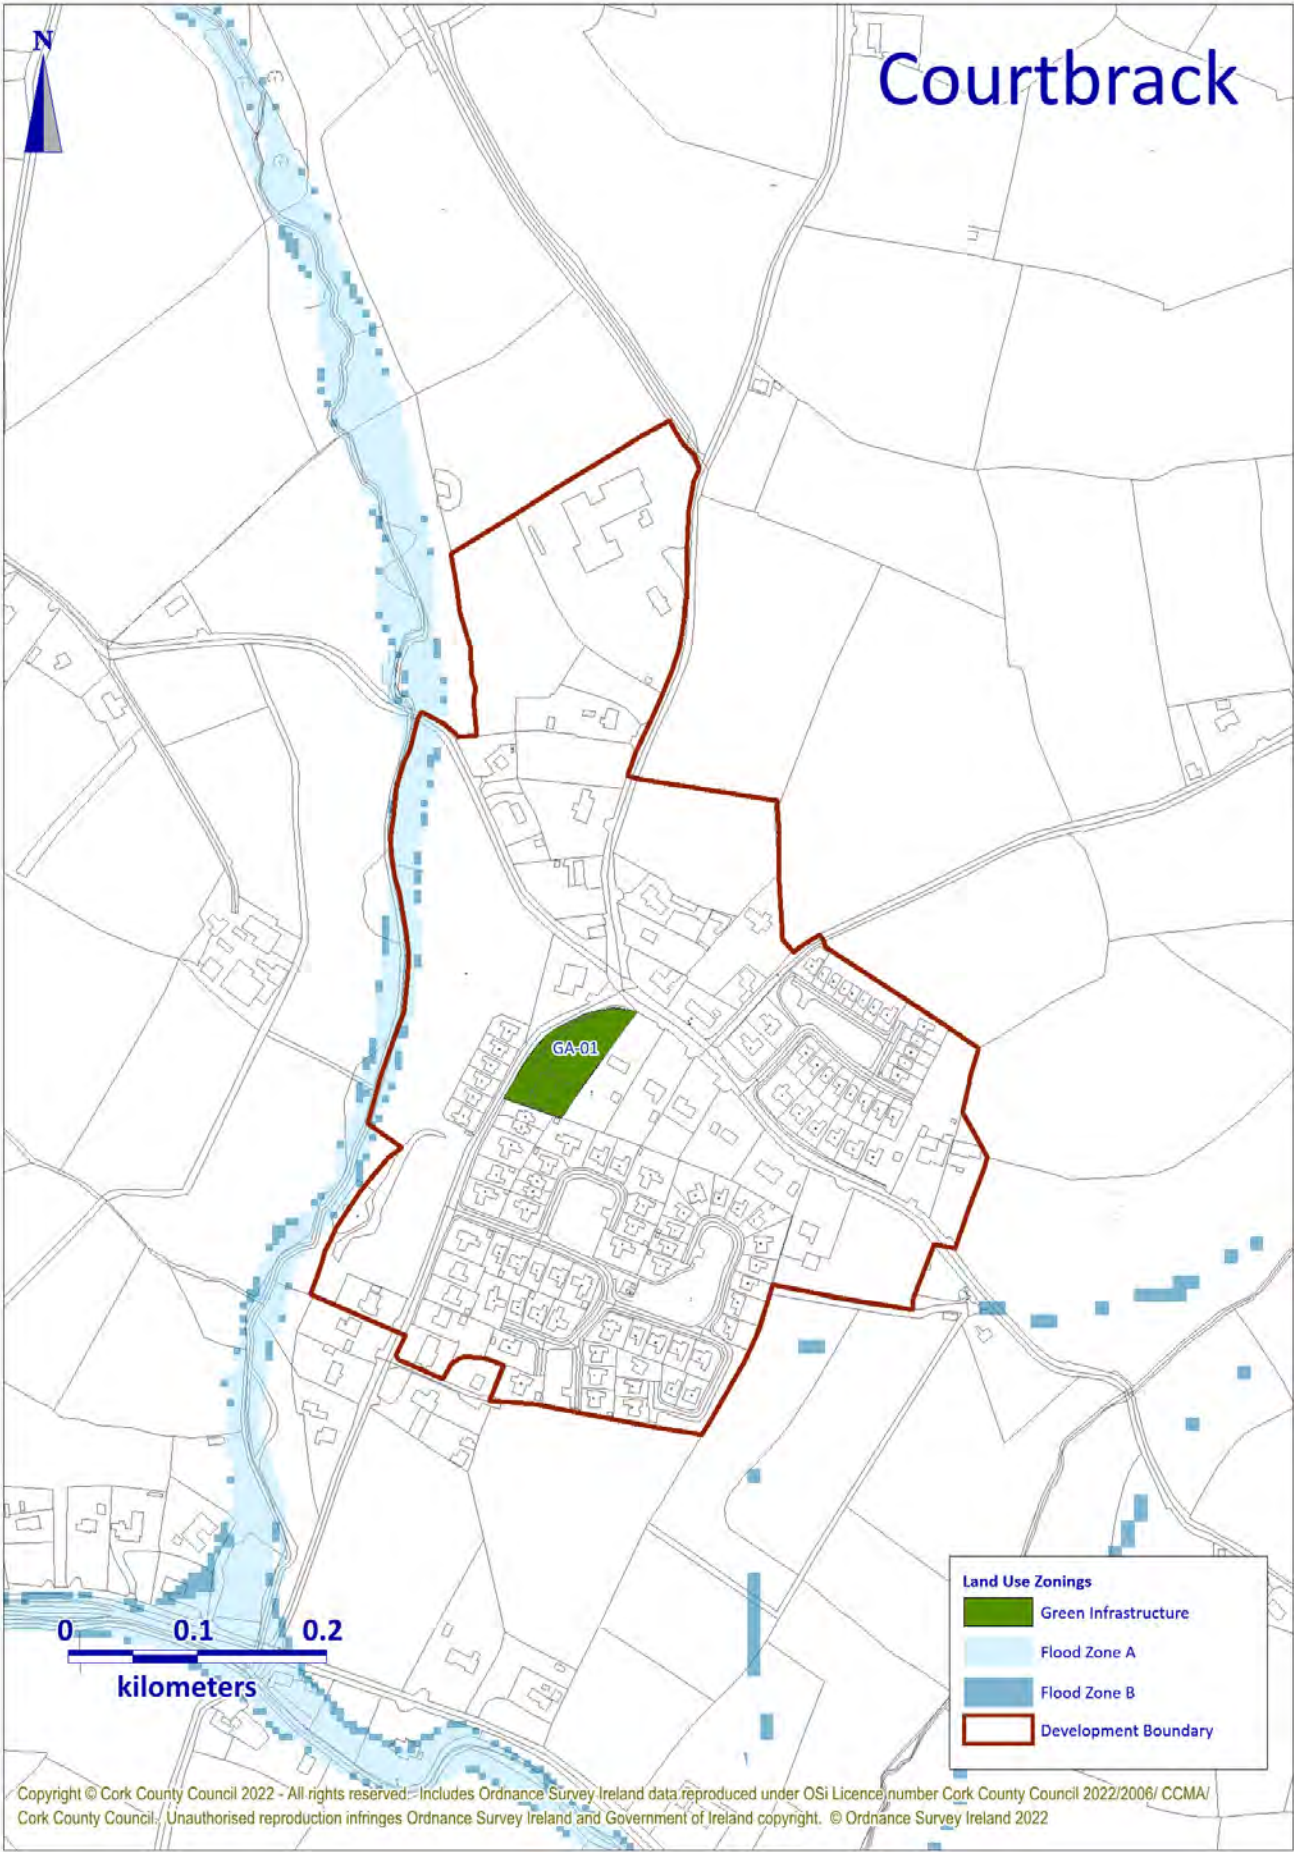 N
Courtbrack
GA-01
Land Use Zonings
Green Infrastructure
Flood Zone A
Flood Zone B
Development Boundary
0 0.1 0.2
kilometers
Copyright © Cork County Council 2022 - All rights reserved. Includes Ordnance Survey Ireland data reproduced under OSi Licence number Cork County Council 2022/2006/ CCMA/
Cork County Council. Unauthorised reproduction infringes Ordnance Survey Ireland and Government of Ireland copyright. © Ordnance Survey Ireland 2022